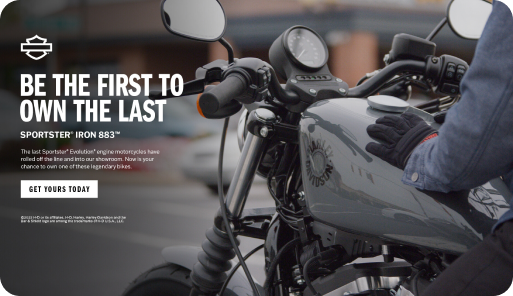 BE THE FIRST TO
OWN THE LAST
SPORTSTER® IRON 883™
The last Sportster® Evolution® engine motorcycles have
rolled off the line and into our showroom. Now is your
chance to own one of these legendary bikes.
GET YOURS TODAY